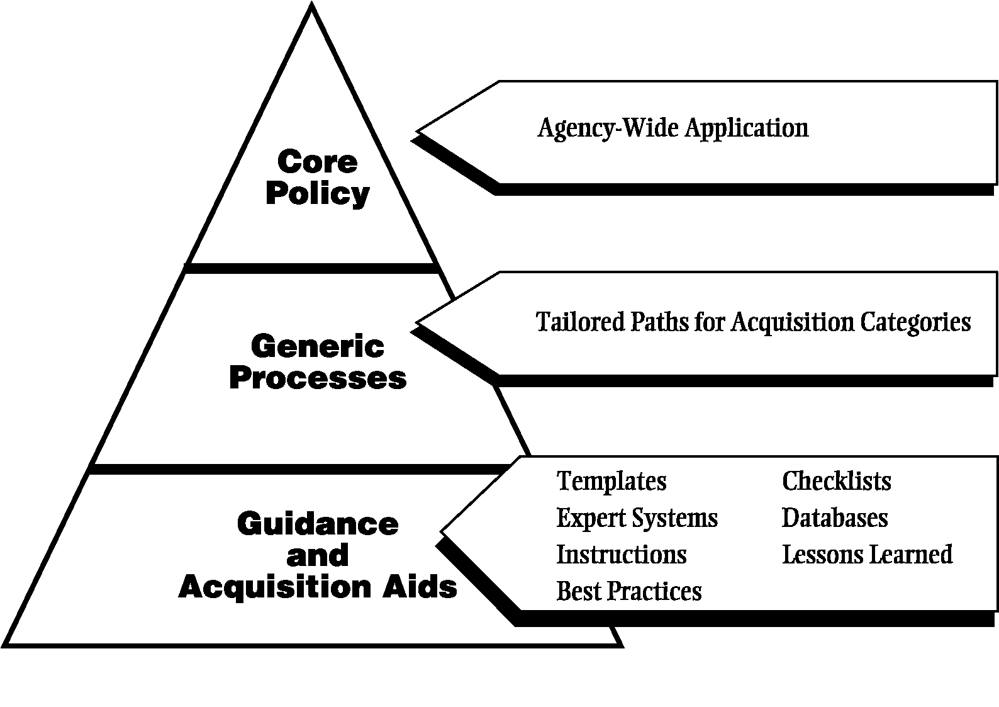 Core
Policy
Agency-Wide Application
Generic
Processes
Tailored Paths for Acquisition Categories
Guidance
and
Acquisition Aids
Templates
Expert Systems
Instructions
Best Practices
Checklists
Databases
Lessons Learned